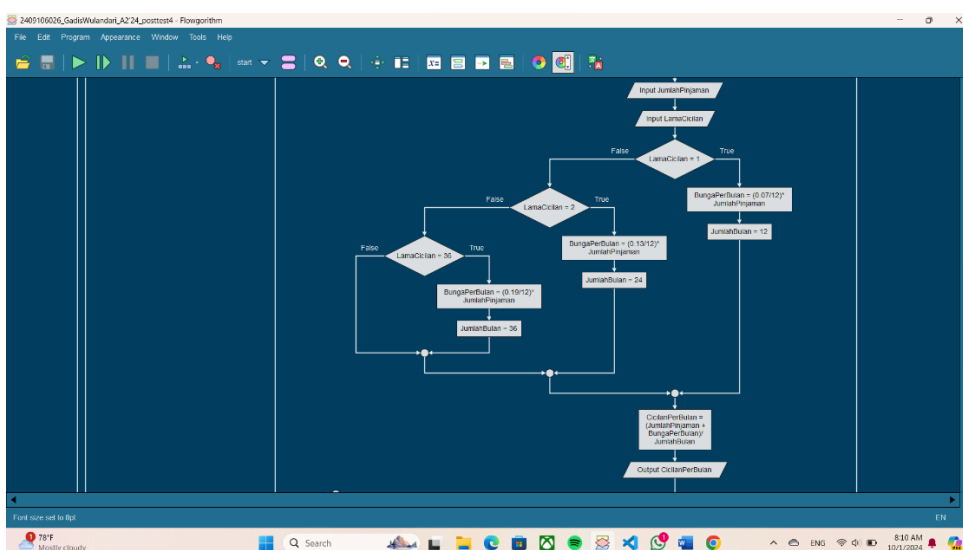 2409106026_GadisWulandari_A2'24_posttest4 - Flowgorithm
File Edit Program Appearance Window Tools Help
start
Input JumlahPinjaman
Input LamaCicilan
False
True
LamaCicilan = 1
BungaPerBulan = (0.07/12)*
JumlahPinjaman
JumlahBulan = 12
False
True
LamaCicilan = 2
BungaPerBulan = (0.13/12)*
JumlahPinjaman
JumlahBulan = 24
False
True
LamaCicilan = 36
BungaPerBulan = (0.19/12)*
JumlahPinjaman
JumlahBulan = 36
CicilanPerBulan =
(JumlahPinjaman +
BungaPerBulan)/
JumlahBulan
Output CicilanPerBulan
Font size set to 8pt.
EN
78°F
Mostly cloudy
Search
ENG
8:10 AM
10/1/2024